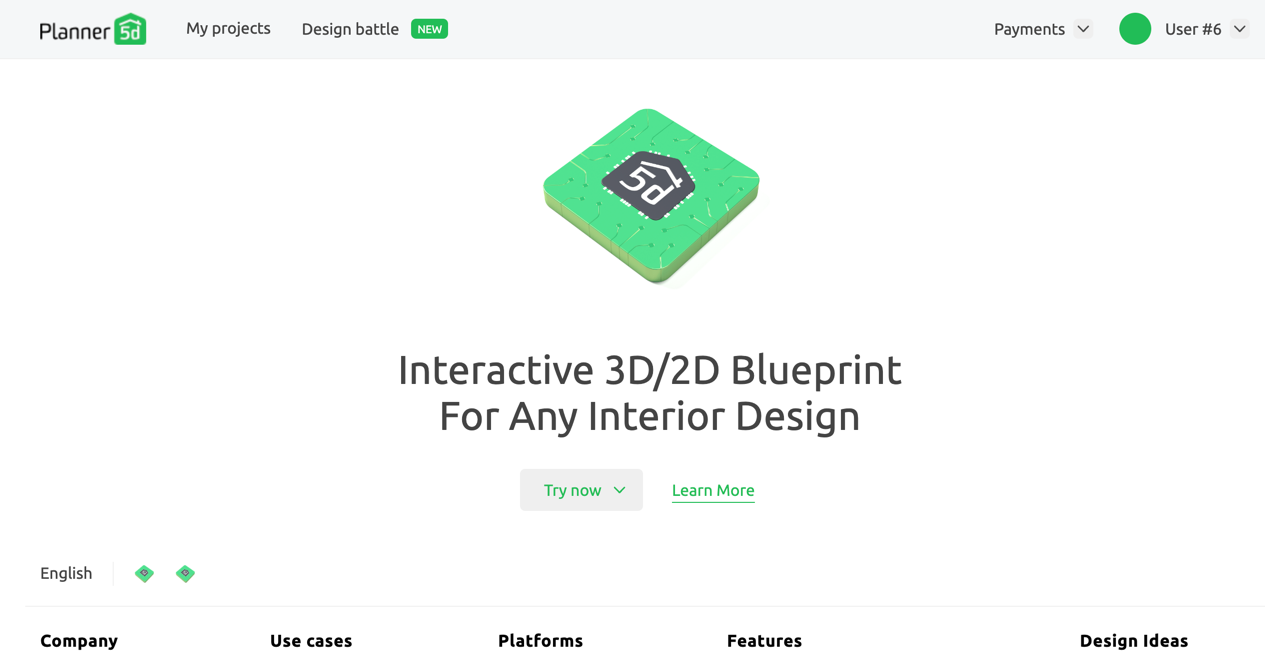 Planner 5d My projects Design battle NEW Payments User #6
5d
Interactive 3D/2D Blueprint
For Any Interior Design
Try now Learn More
English
Company Use cases Platforms Features Design Ideas